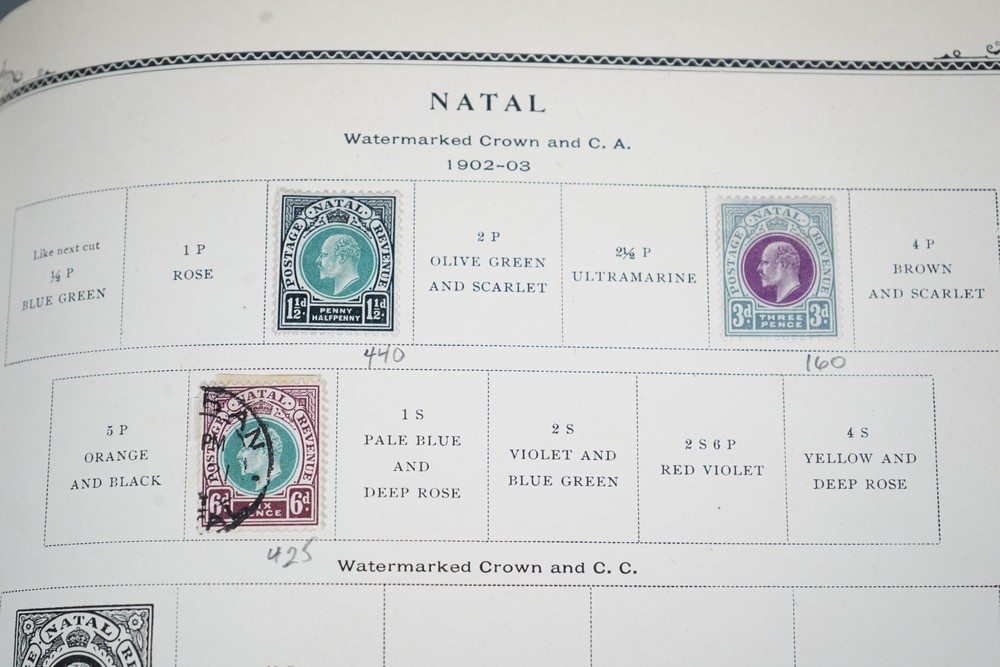 NATAL
Watermarked Crown and C. A.
1902-03
Like next cut
½ P
BLUE GREEN
1 P
ROSE
NATAL
POSTAGE
REVENUE
1½d
PENNY
HALFPENNY
1½d
2 P
OLIVE GREEN
AND SCARLET
2½ P
ULTRAMARINE
NATAL
POSTAGE
REVENUE
3d
THREE
PENCE
3d
4 P
BROWN
AND SCARLET
440
160
5 P
ORANGE
AND BLACK
NATAL
POSTAGE
REVENUE
6d
SIX
PENCE
6d
PM
1 S
PALE BLUE
AND
DEEP ROSE
2 S
VIOLET AND
BLUE GREEN
2 S 6 P
RED VIOLET
4 S
YELLOW AND
DEEP ROSE
425
Watermarked Crown and C. C.
NATAL